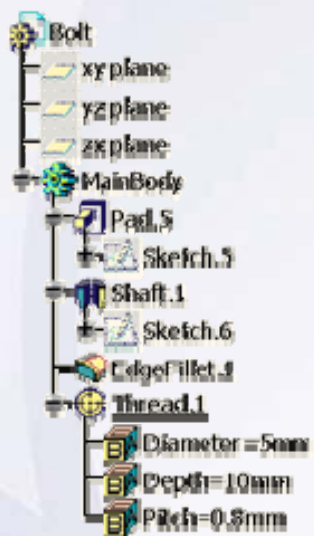 Bolt
xy plane
yz plane
zx plane
MainBody
Pad.5
Sketch.5
Shaft.1
Sketch.6
EdgeFillet.4
Thread.1
Diameter=5mm
Depth=10mm
Pitch=0.8mm